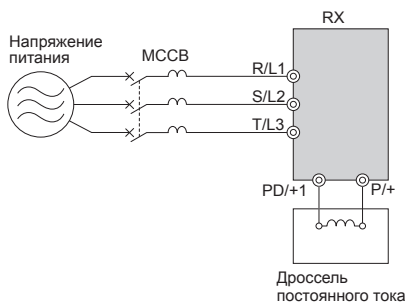 RX
Напряжение
питания
MCCB
R/L1
S/L2
T/L3
PD/+1
P/+
Дроссель
постоянного тока